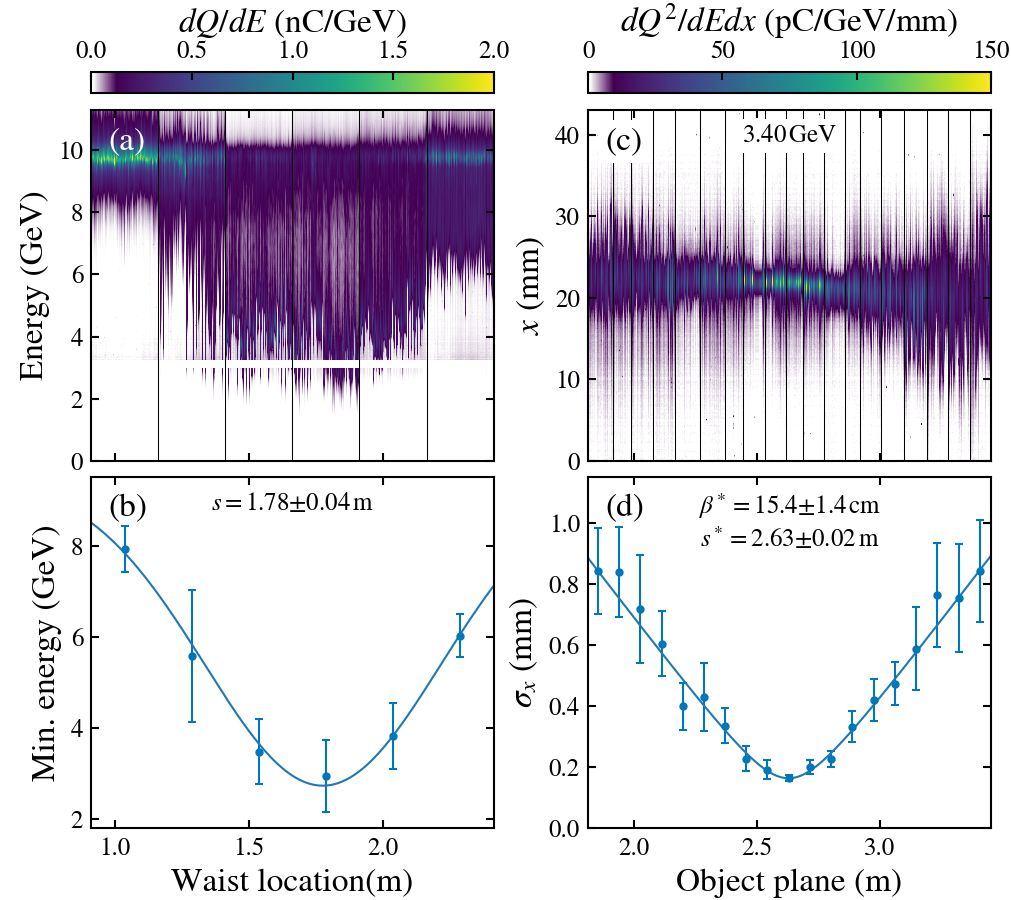 dQ/dE (nC/GeV)
0.0 0.5 1.0 1.5 2.0
dQ²/dEdx (pC/GeV/mm)
0 50 100 150
(a)
Energy (GeV)
10
8
6
4
2
0
(c)
3.40 GeV
x (mm)
40
30
20
10
0
(b)
s = 1.78±0.04 m
Min. energy (GeV)
8
6
4
2
1.0 1.5 2.0
Waist location(m)
(d)
β* = 15.4±1.4 cm
s* = 2.63±0.02 m
σx (mm)
1.0
0.8
0.6
0.4
0.2
0.0
2.0 2.5 3.0
Object plane (m)